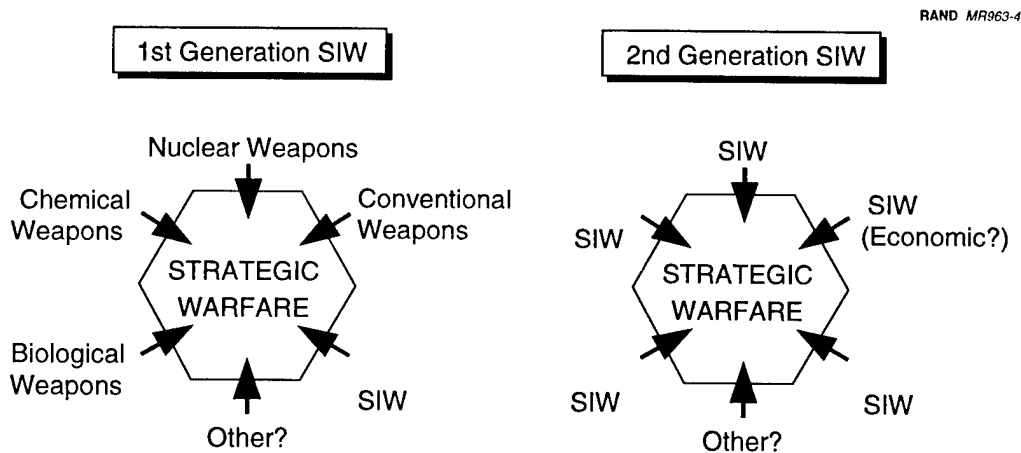 RAND MR963-4
1st Generation SIW
2nd Generation SIW
Nuclear Weapons
Chemical
Weapons
Conventional
Weapons
STRATEGIC
WARFARE
Biological
Weapons
SIW
Other?
SIW
SIW
SIW
(Economic?)
STRATEGIC
WARFARE
SIW
SIW
Other?